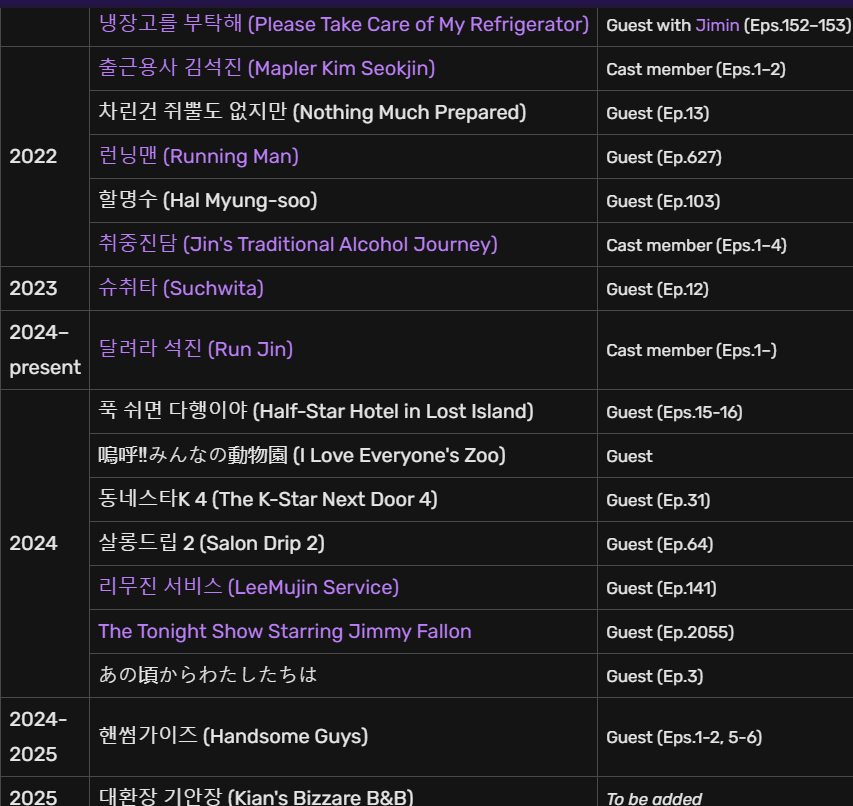 냉장고를 부탁해 (Please Take Care of My Refrigerator) Guest with Jimin (Eps.152–153)
2022
출근용사 김석진 (Mapler Kim Seokjin) Cast member (Eps.1–2)
차린건 쥐뿔도 없지만 (Nothing Much Prepared) Guest (Ep.13)
런닝맨 (Running Man) Guest (Ep.627)
할명수 (Hal Myung-soo) Guest (Ep.103)
취중진담 (Jin's Traditional Alcohol Journey) Cast member (Eps.1–4)
2023 슈취타 (Suchwita) Guest (Ep.12)
2024–
present
달려라 석진 (Run Jin) Cast member (Eps.1–)
2024
푹 쉬면 다행이야 (Half-Star Hotel in Lost Island) Guest (Eps.15-16)
嗚呼!!みんなの動物園 (I Love Everyone's Zoo) Guest
동네스타K 4 (The K-Star Next Door 4) Guest (Ep.31)
살롱드립 2 (Salon Drip 2) Guest (Ep.64)
리무진 서비스 (LeeMujin Service) Guest (Ep.141)
The Tonight Show Starring Jimmy Fallon Guest (Ep.2055)
あの頃からわたしたちは Guest (Ep.3)
2024-
2025
핸썸가이즈 (Handsome Guys) Guest (Eps.1-2, 5-6)
2025 대환장 기안장 (Kian's Bizzare B&B) To be added